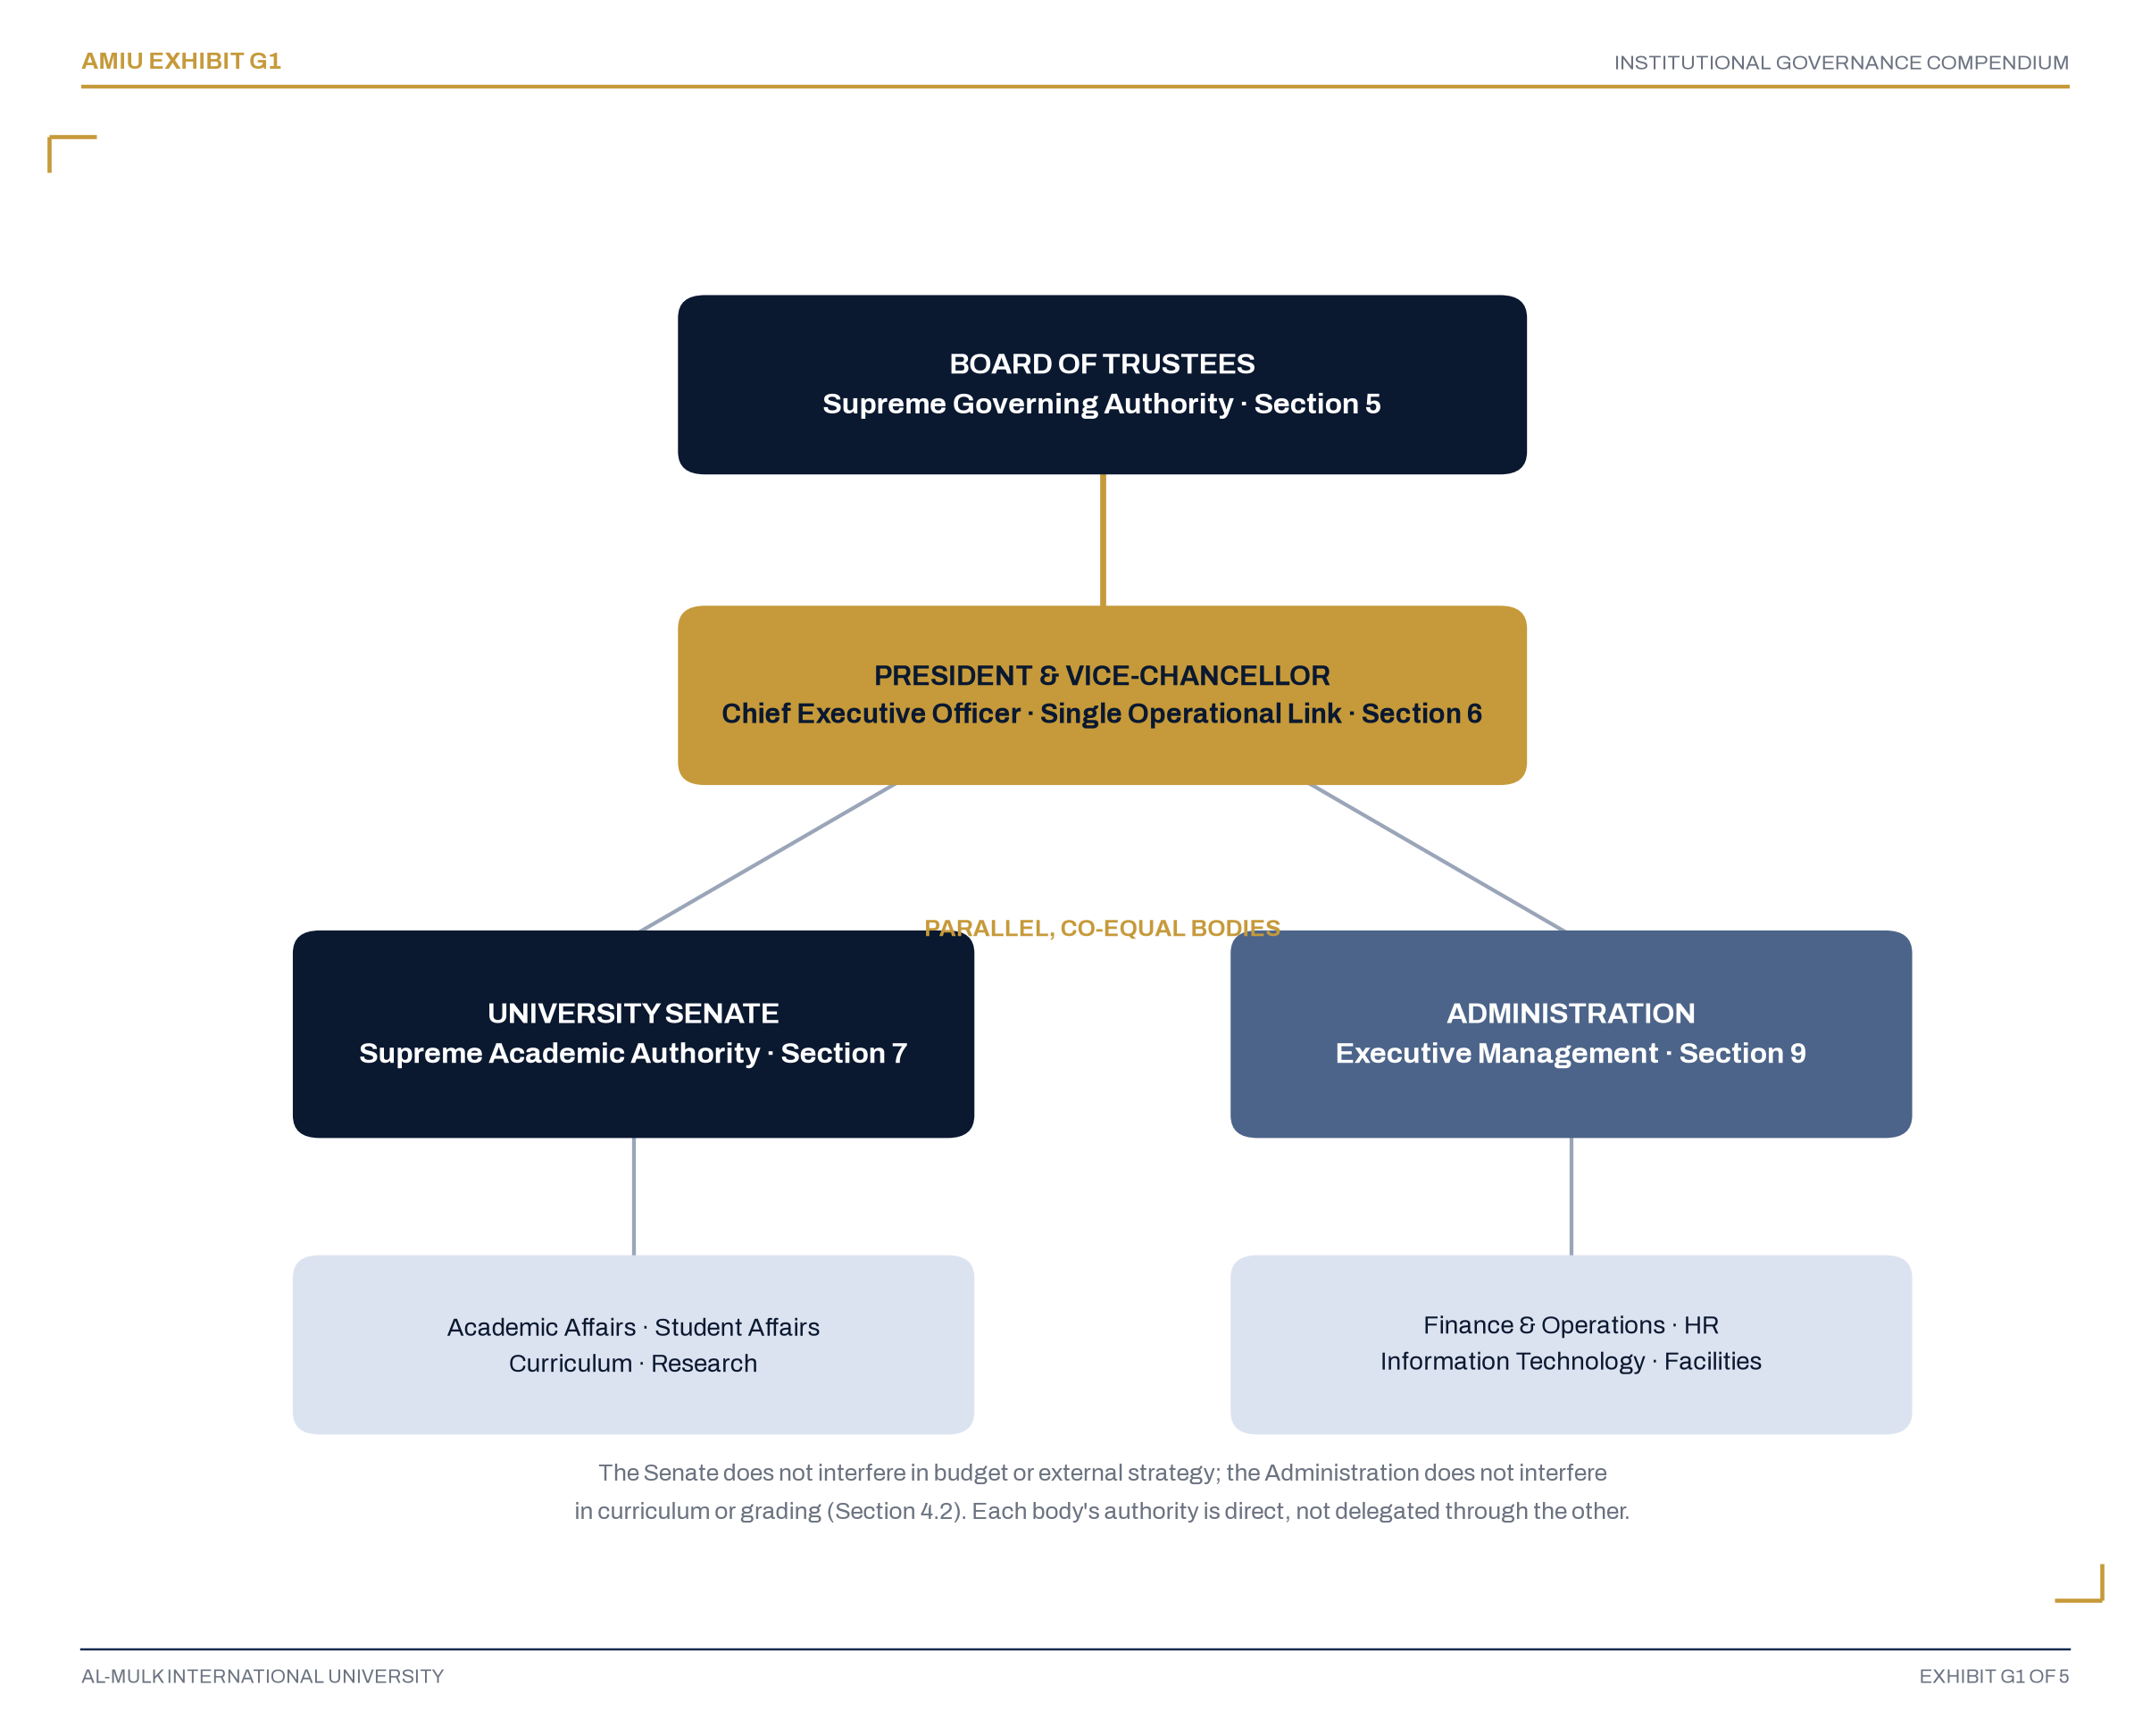 AMIU EXHIBIT G1
INSTITUTIONAL GOVERNANCE COMPENDIUM
BOARD OF TRUSTEES
Supreme Governing Authority · Section 5
PRESIDENT & VICE-CHANCELLOR
Chief Executive Officer · Single Operational Link · Section 6
PARALLEL, CO-EQUAL BODIES
UNIVERSITY SENATE
Supreme Academic Authority · Section 7
ADMINISTRATION
Executive Management · Section 9
Academic Affairs · Student Affairs
Curriculum · Research
Finance & Operations · HR
Information Technology · Facilities
The Senate does not interfere in budget or external strategy; the Administration does not interfere
in curriculum or grading (Section 4.2). Each body's authority is direct, not delegated through the other.
AL-MULK INTERNATIONAL UNIVERSITY
EXHIBIT G1 OF 5